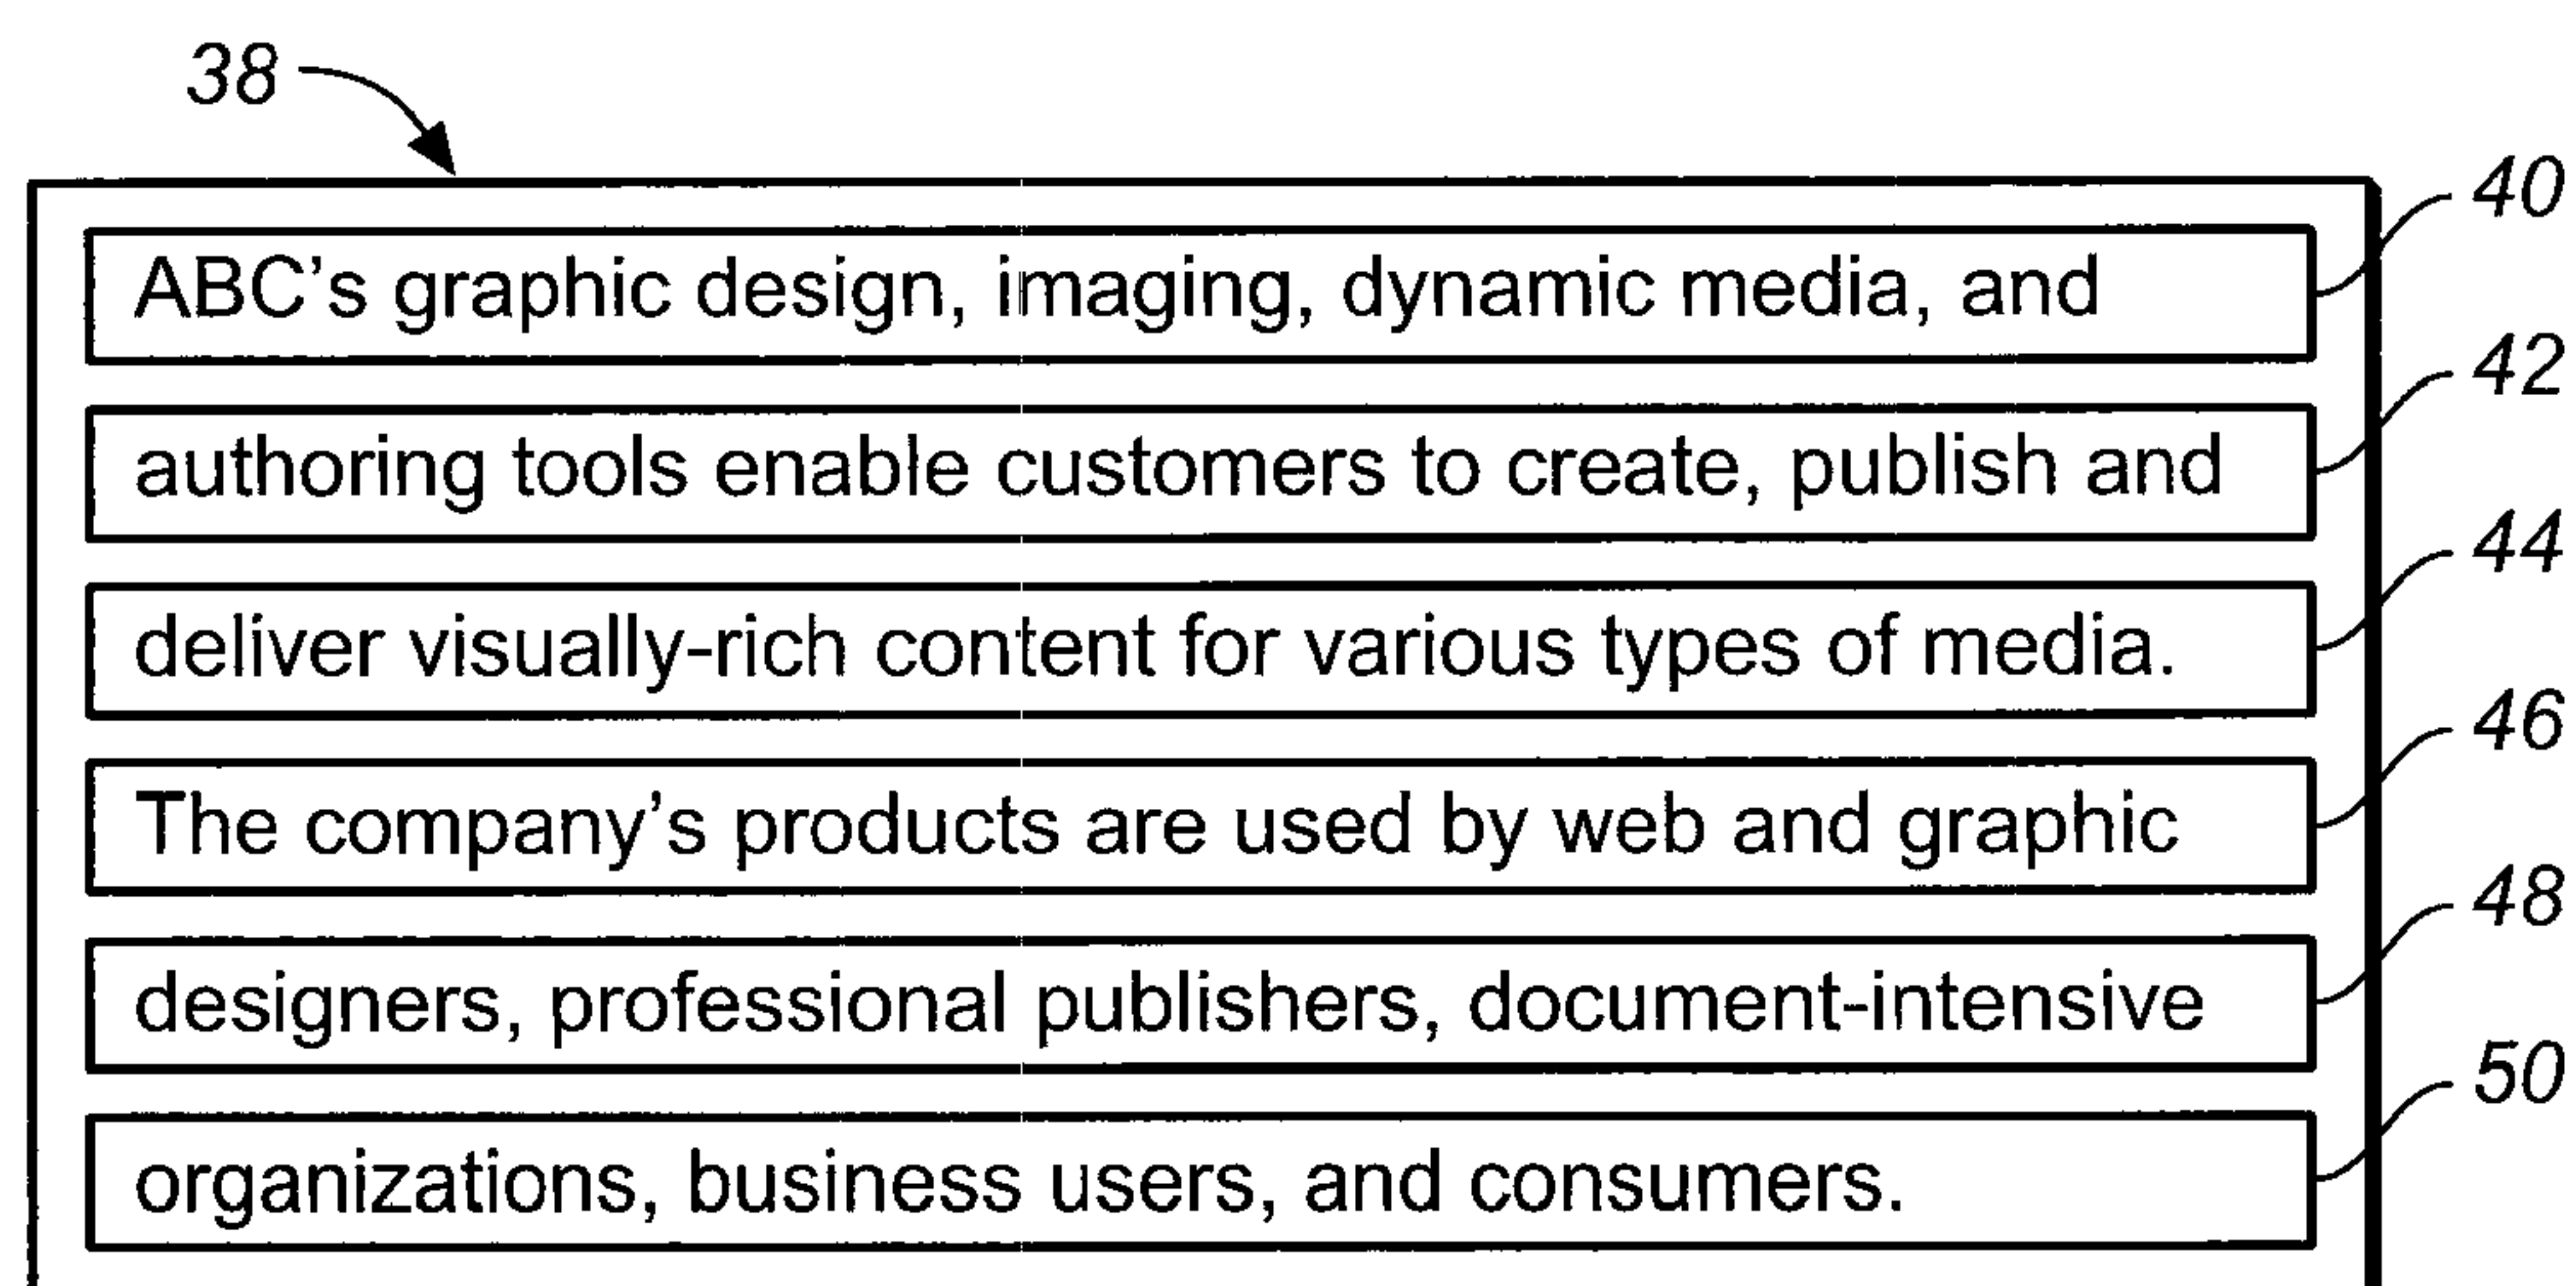 38
40
ABC’s graphic design, imaging, dynamic media, and
42
authoring tools enable customers to create, publish and
44
deliver visually-rich content for various types of media.
46
The company’s products are used by web and graphic
48
designers, professional publishers, document-intensive
50
organizations, business users, and consumers.